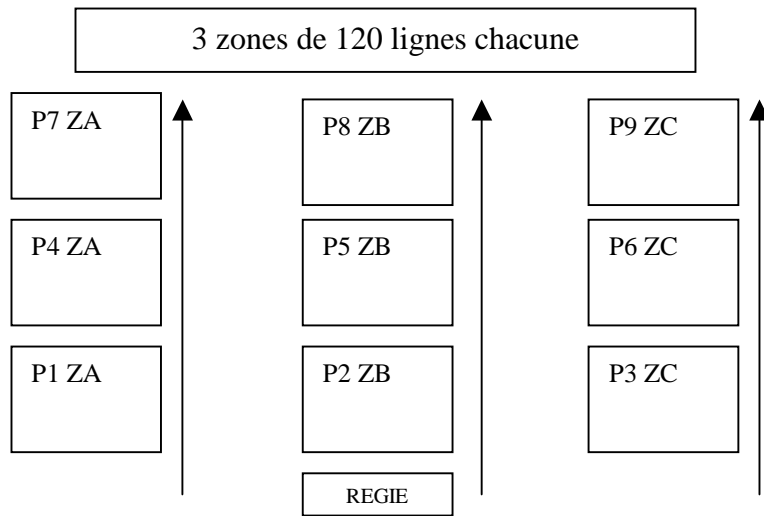 3 zones de 120 lignes chacune
P7 ZA
P8 ZB
P9 ZC
P4 ZA
P5 ZB
P6 ZC
P1 ZA
P2 ZB
P3 ZC
REGIE